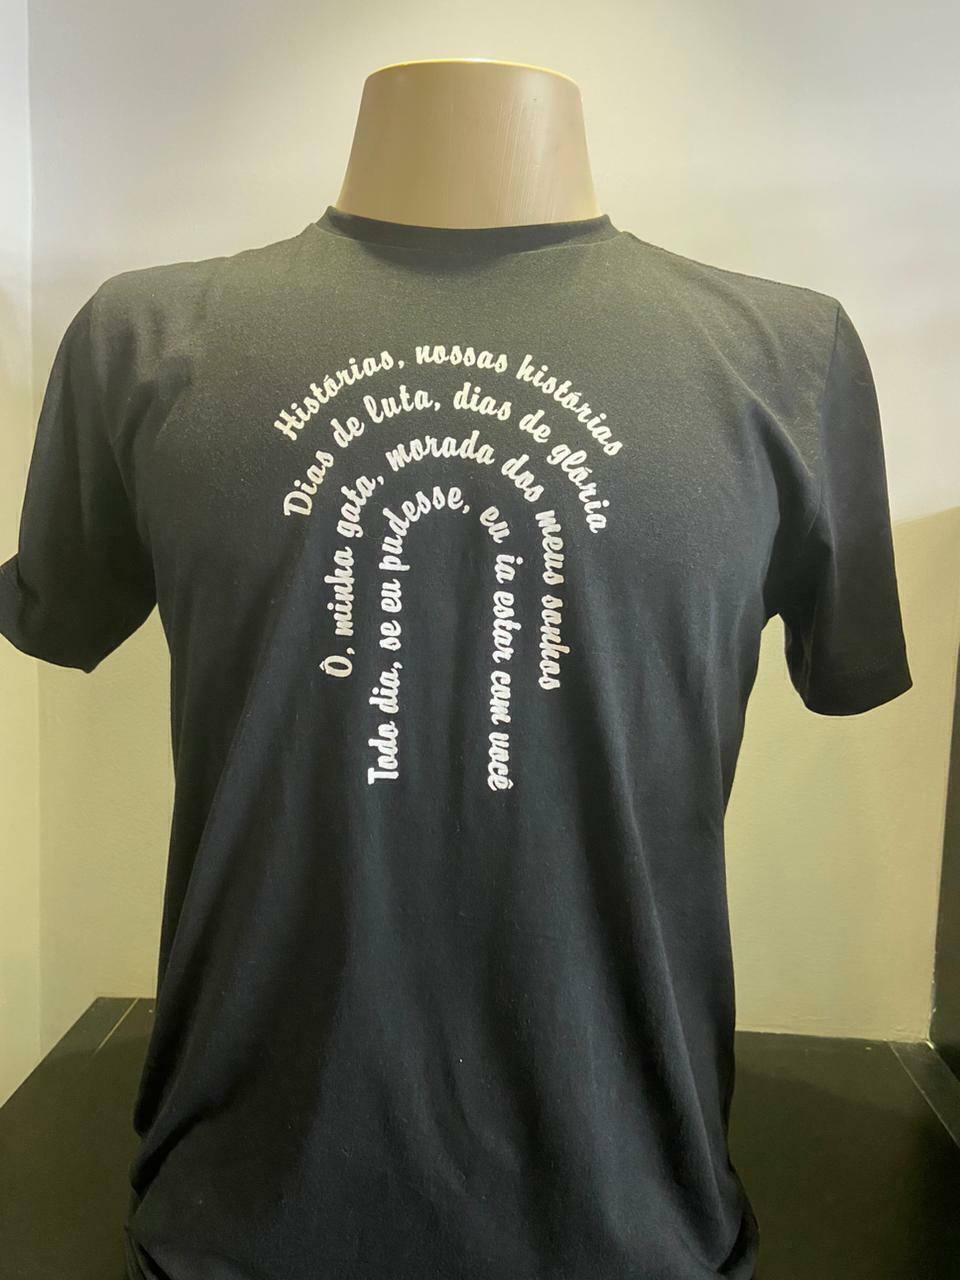 Histórias, nossas histórias
Dias de luta, dias de glória
Ô, minha gata, morada dos meus sonhos
Todo dia, se eu pudesse, eu ia estar com você